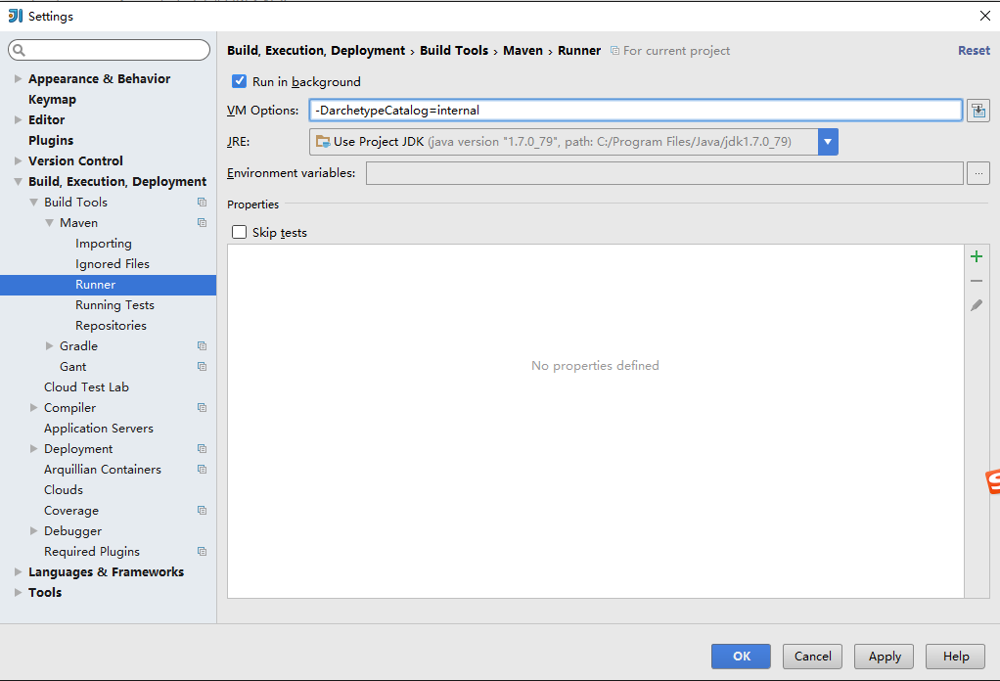 Settings
Build, Execution, Deployment › Build Tools › Maven › Runner For current project Reset
Appearance & Behavior
Keymap
Editor
Plugins
Version Control
Build, Execution, Deployment
Build Tools
Maven
Importing
Ignored Files
Runner
Running Tests
Repositories
Gradle
Gant
Cloud Test Lab
Compiler
Application Servers
Deployment
Arquillian Containers
Clouds
Coverage
Debugger
Required Plugins
Languages & Frameworks
Tools
Run in background
VM Options: -DarchetypeCatalog=internal
JRE: Use Project JDK (java version "1.7.0_79", path: C:/Program Files/Java/jdk1.7.0_79)
Environment variables: ...
Properties
Skip tests
No properties defined
OK Cancel Apply Help